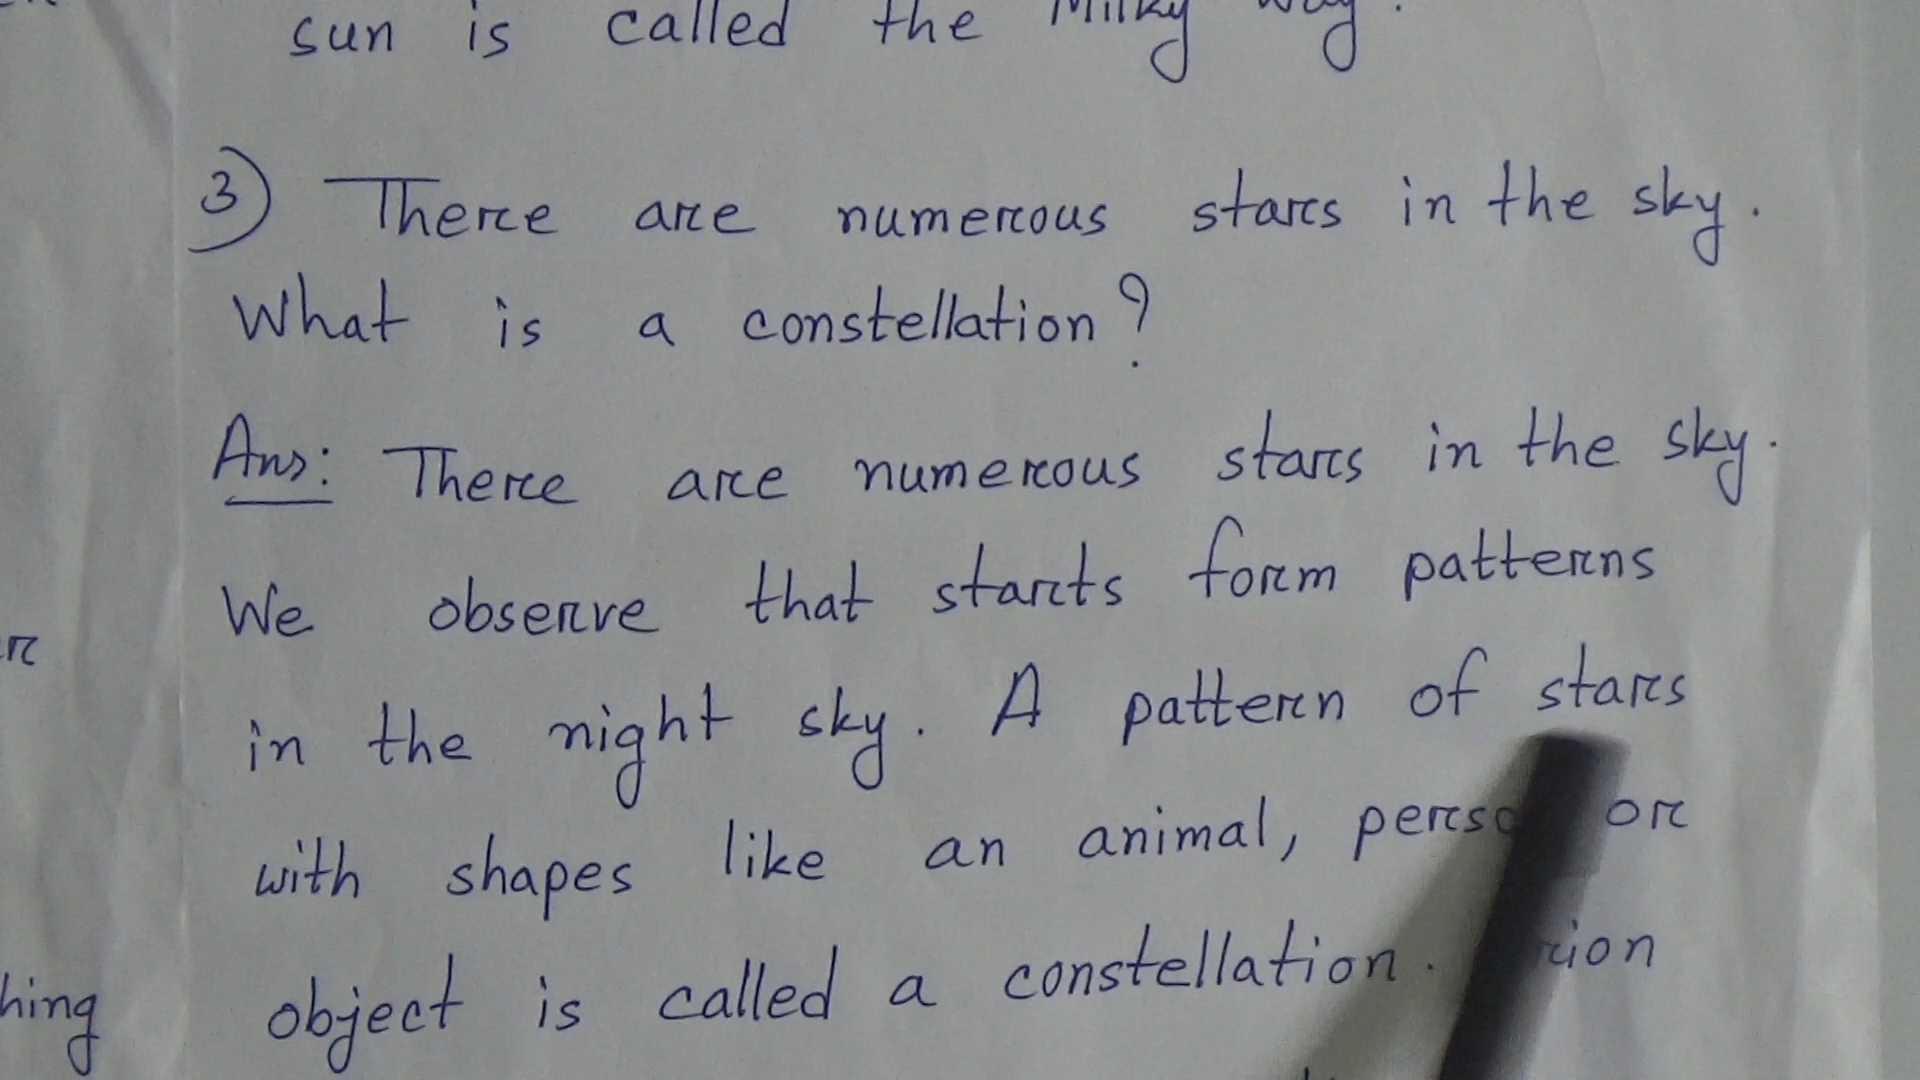 sun is called the Milky Way.
3) There are numerous stars in the sky.
What is a constellation?
Ans: There are numerous stars in the sky.
We observe that starts form patterns
in the night sky. A pattern of stars
with shapes like an animal, or
object is called a constellation.